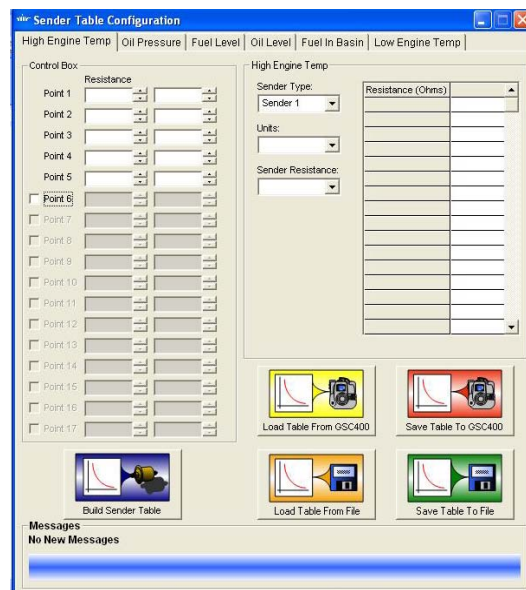 Sender Table Configuration
High Engine Temp Oil Pressure Fuel Level Oil Level Fuel In Basin Low Engine Temp
Control Box
Resistance
Point 1
Point 2
Point 3
Point 4
Point 5
Point 6
Point 7
Point 8
Point 9
Point 10
Point 11
Point 12
Point 13
Point 14
Point 15
Point 16
Point 17
Build Sender Table
High Engine Temp
Sender Type:
Sender 1
Units:
Sender Resistance:
Resistance (Ohms)
Load Table From GSC400
Save Table To GSC400
Load Table From File
Save Table To File
Messages
No New Messages